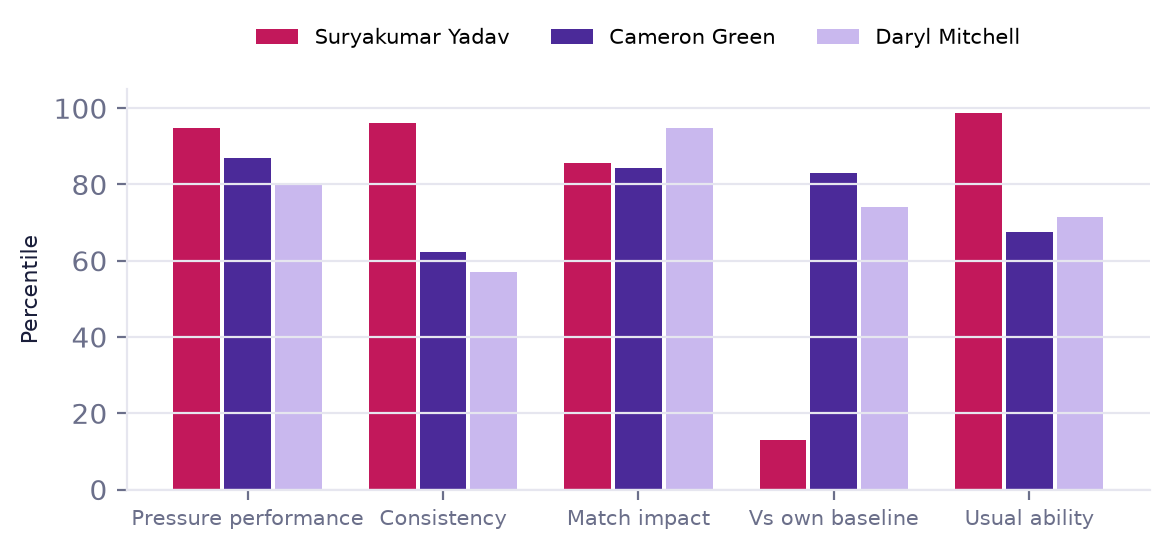 Suryakumar Yadav Cameron Green Daryl Mitchell
Percentile
100
80
60
40
20
0
Pressure performance Consistency Match impact Vs own baseline Usual ability